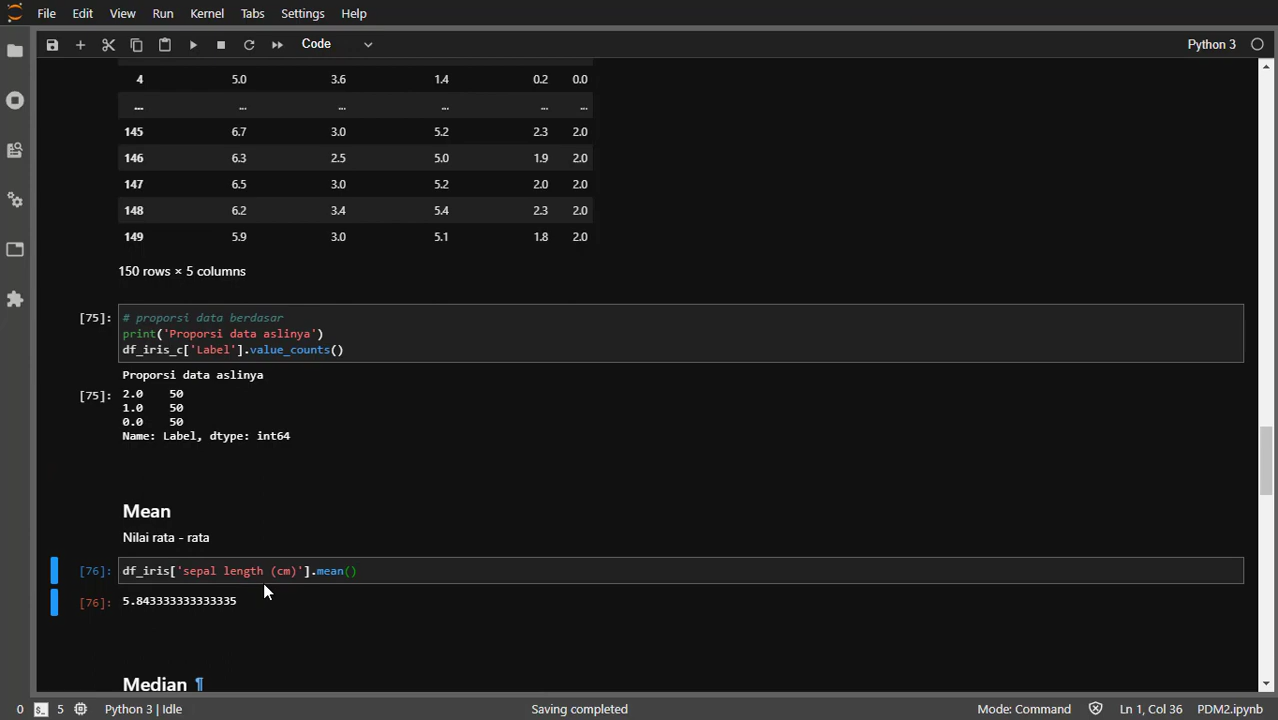 File Edit View Run Kernel Tabs Settings Help
Code Python 3
4 5.0 3.6 1.4 0.2 0.0
... ... ... ... ... ...
145 6.7 3.0 5.2 2.3 2.0
146 6.3 2.5 5.0 1.9 2.0
147 6.5 3.0 5.2 2.0 2.0
148 6.2 3.4 5.4 2.3 2.0
149 5.9 3.0 5.1 1.8 2.0
150 rows × 5 columns
[75]: # proporsi data berdasar
print('Proporsi data aslinya')
df_iris_c['Label'].value_counts()
Proporsi data aslinya
[75]: 2.0 50
1.0 50
0.0 50
Name: Label, dtype: int64
Mean
Nilai rata - rata
[76]: df_iris['sepal length (cm)'].mean()
[76]: 5.843333333333335
Median ¶
0 $_ 5 Python 3 | Idle Saving completed Mode: Command Ln 1, Col 36 PDM2.ipynb